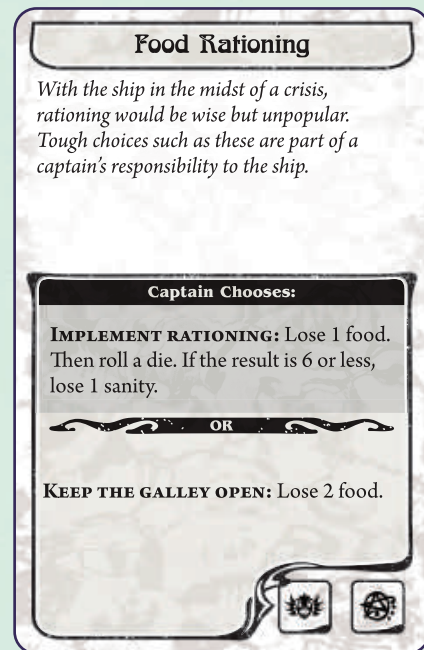 Food Rationing
With the ship in the midst of a crisis,
rationing would be wise but unpopular.
Tough choices such as these are part of a
captain's responsibility to the ship.
Captain Chooses:
Implement rationing: Lose 1 food.
Then roll a die. If the result is 6 or less,
lose 1 sanity.
OR
Keep the galley open: Lose 2 food.